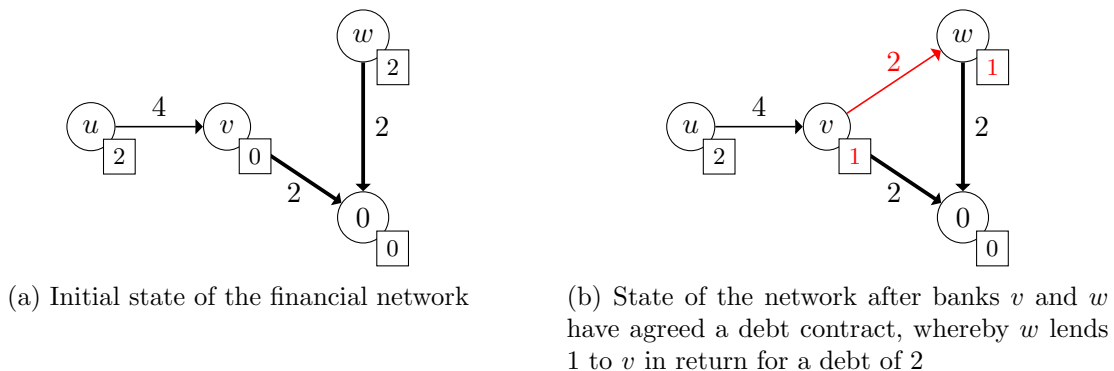 w
2
4
2
u
v
2
0
2
0
0
w
2
1
4
2
u
v
2
1
2
0
0
(a) Initial state of the financial network
(b) State of the network after banks v and w
have agreed a debt contract, whereby w lends
1 to v in return for a debt of 2